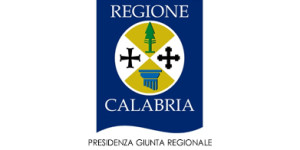 REGIONE
CALABRIA
PRESIDENZA GIUNTA REGIONALE